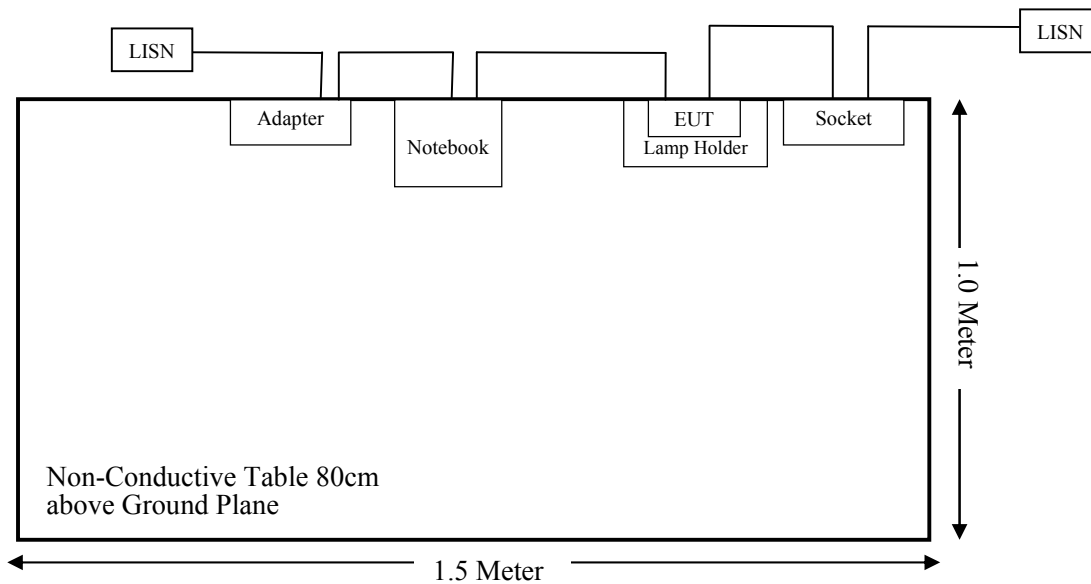 LISN
LISN
Adapter
Notebook
EUT
Lamp Holder
Socket
1.0 Meter
Non-Conductive Table 80cm
above Ground Plane
1.5 Meter